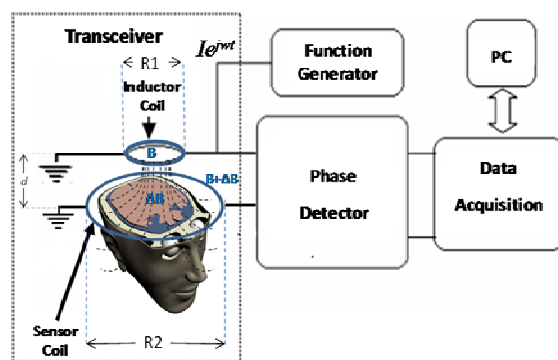 Transceiver
R1
Inductor
Coil
Ie^{jwt}
Function
Generator
PC
B
B+ΔB
ΔB
d
Phase
Detector
Data
Acquisition
Sensor
Coil
R2